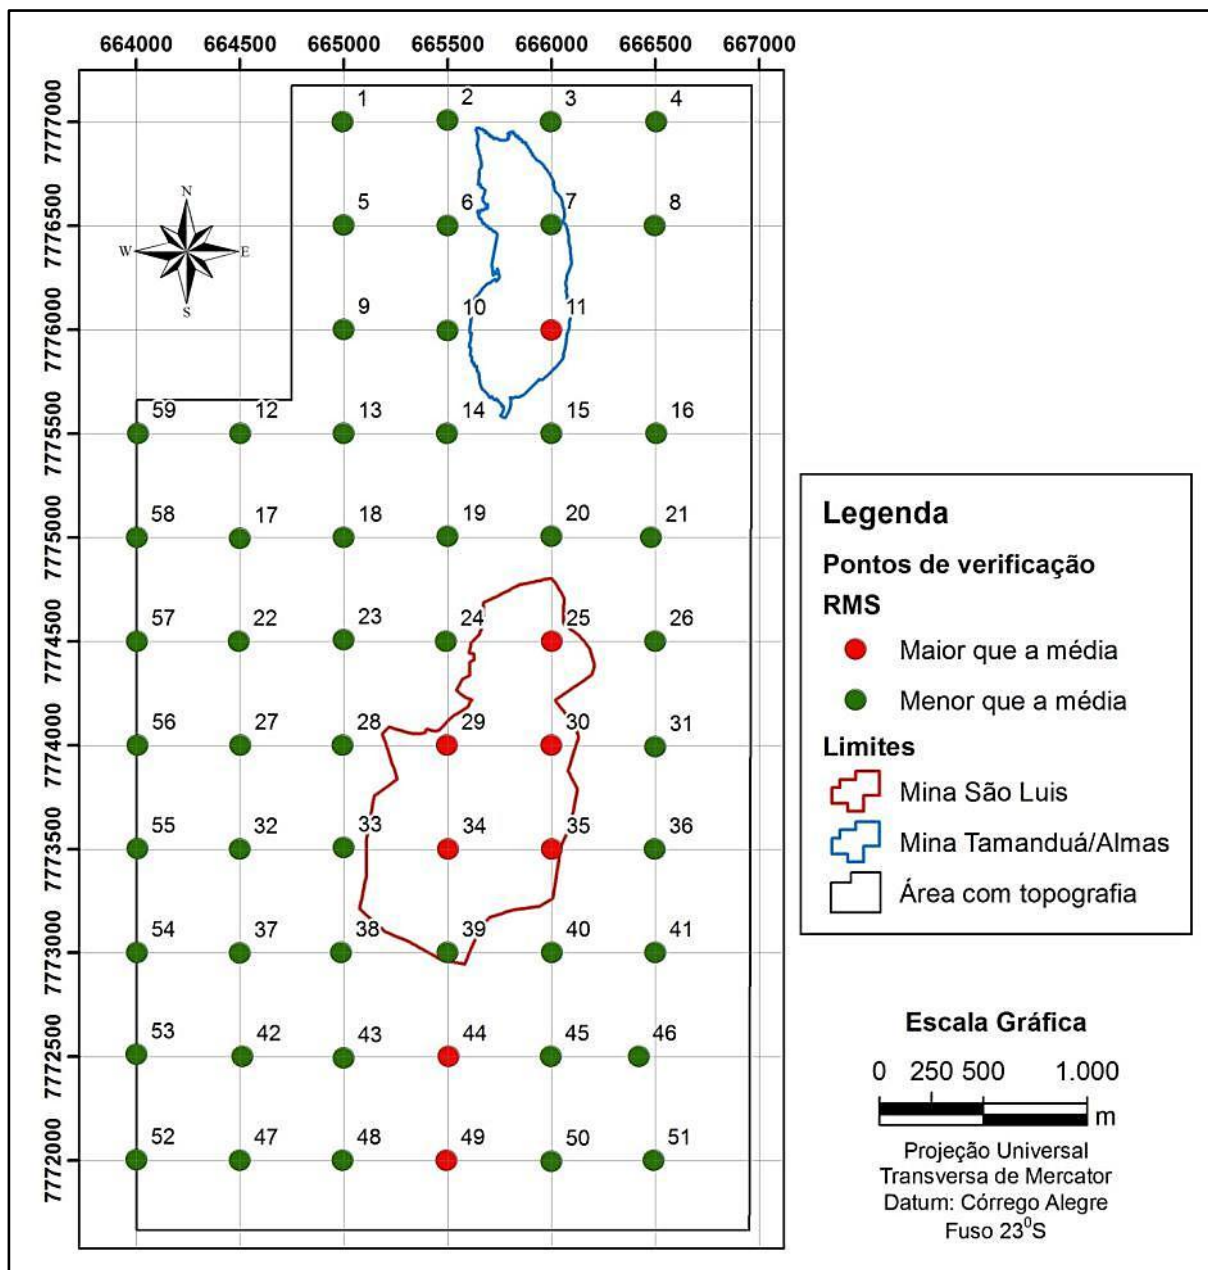 664000 664500 665000 665500 666000 666500 667000
7777000
7776500
7776000
7775500
7775000
7774500
7774000
7773500
7773000
7772500
7772000
N
W E
S
1 2 3 4
5 6 7 8
9 10 11
59 12 13 14 15 16
58 17 18 19 20 21
57 22 23 24 25 26
56 27 28 29 30 31
55 32 33 34 35 36
54 37 38 39 40 41
53 42 43 44 45 46
52 47 48 49 50 51
Legenda
Pontos de verificação
RMS
Maior que a média
Menor que a média
Limites
Mina São Luis
Mina Tamanduá/Almas
Área com topografia
Escala Gráfica
0 250 500 1.000
m
Projeção Universal
Transversa de Mercator
Datum: Córrego Alegre
Fuso 23⁰S